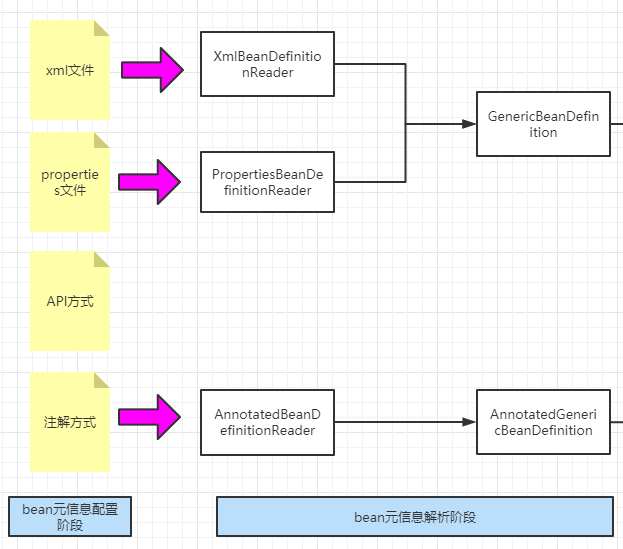 xml文件
XmlBeanDefinitio
nReader
GenericBeanDefin
ition
propertie
s文件
PropertiesBeanDe
finitionReader
API方式
注解方式
AnnotatedBeanD
efinitionReader
AnnotatedGeneri
cBeanDefinition
bean元信息配置
阶段
bean元信息解析阶段